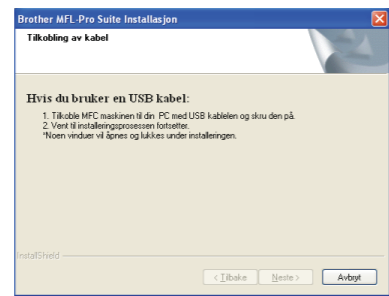 Brother MFL-Pro Suite Installasjon
Tilkobling av kabel
Hvis du bruker en USB kabel:
1. Tilkoble MFC maskinen til din PC med USB kabelen og skru den på.
2. Vent til installeringsprosessen fortsetter.
*Noen vinduer vil åpnes og lukkes under installeringen.
InstallShield
< Tilbake Neste > Avbryt